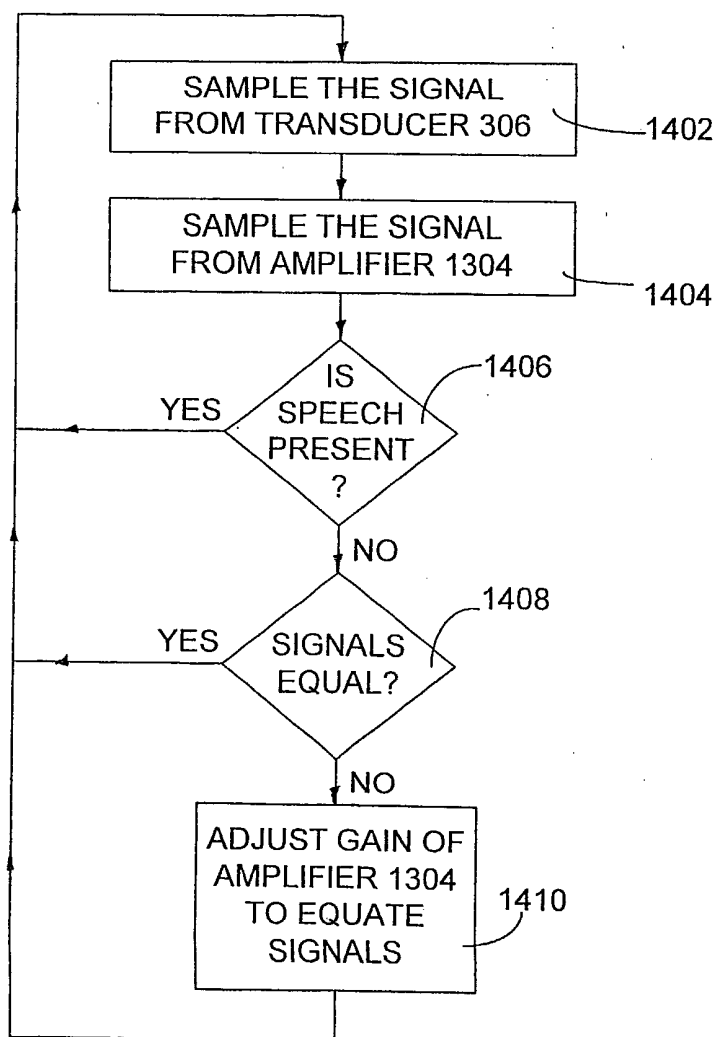 SAMPLE THE SIGNAL
FROM TRANSDUCER 306
1402
SAMPLE THE SIGNAL
FROM AMPLIFIER 1304
1404
IS
SPEECH
PRESENT
?
1406
YES
NO
SIGNALS
EQUAL?
1408
YES
NO
ADJUST GAIN OF
AMPLIFIER 1304
TO EQUATE
SIGNALS
1410